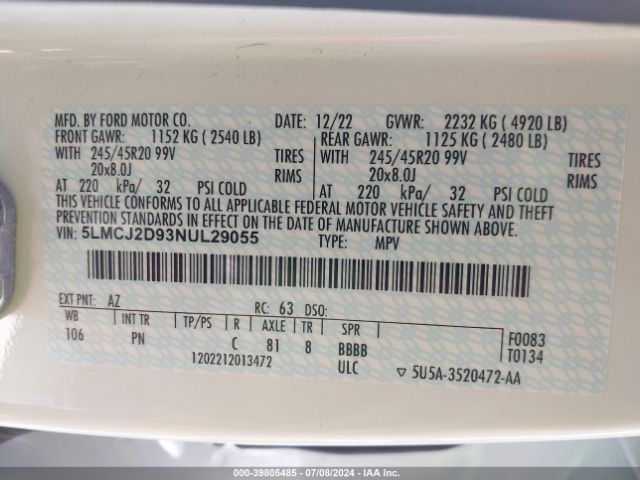 MFD. BY FORD MOTOR CO. DATE: 12/22 GVWR: 2232 KG ( 4920 LB)
FRONT GAWR: 1152 KG ( 2540 LB) REAR GAWR: 1125 KG ( 2480 LB)
WITH 245/45R20 99V TIRES WITH 245/45R20 99V TIRES
20x8.0J RIMS 20x8.0J RIMS
AT 220 kPa/ 32 PSI COLD AT 220 kPa/ 32 PSI COLD
THIS VEHICLE CONFORMS TO ALL APPLICABLE FEDERAL MOTOR VEHICLE SAFETY AND THEFT
PREVENTION STANDARDS IN EFFECT ON THE DATE OF MANUFACTURE SHOWN ABOVE.
VIN: 5LMCJ2D93NUL29055 TYPE: MPV
EXT PNT: AZ RC: 63 DSO:
WB INT TR TP/PS R AXLE TR SPR F0083
106 PN C 81 8 BBBB T0134
1202212013472 ULC ▽ 5U5A-3520472-AA
000-39805485 - 07/08/2024 - IAA Inc.